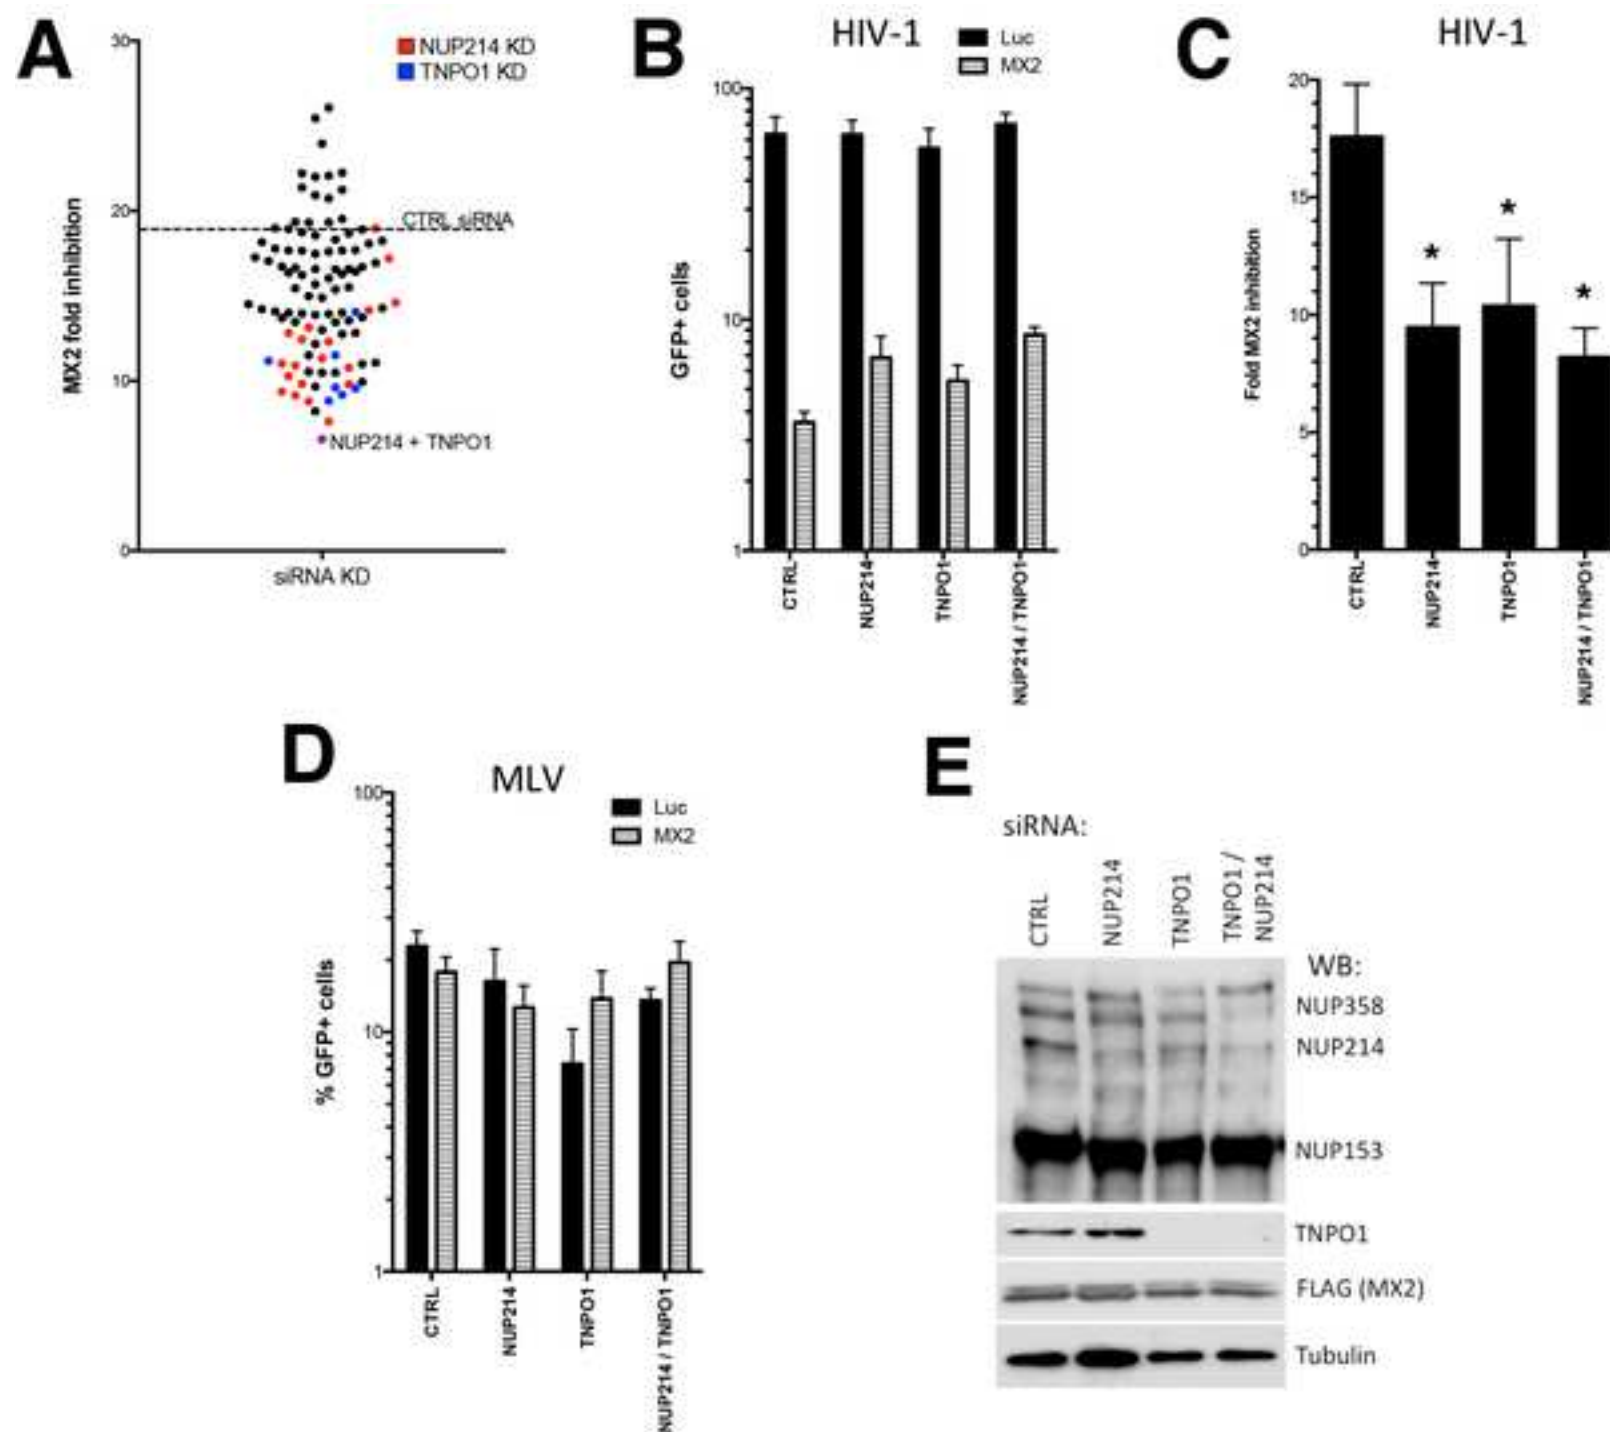 A
30
20
10
0
MX2 fold inhibition
NUP214 KD
TNPO1 KD
CTRL siRNA
NUP214 + TNPO1
siRNA KD
B
HIV-1
Luc
MX2
100
10
1
GFP+ cells
CTRL
NUP214
TNPO1
NUP214 / TNPO1
C
HIV-1
20
15
10
5
0
Fold MX2 inhibition
*
*
*
CTRL
NUP214
TNPO1
NUP214 / TNPO1
D
MLV
Luc
MX2
100
10
1
% GFP+ cells
CTRL
NUP214
TNPO1
NUP214 / TNPO1
E
siRNA:
CTRL
NUP214
TNPO1
TNPO1 /
NUP214
WB:
NUP358
NUP214
NUP153
TNPO1
FLAG (MX2)
Tubulin